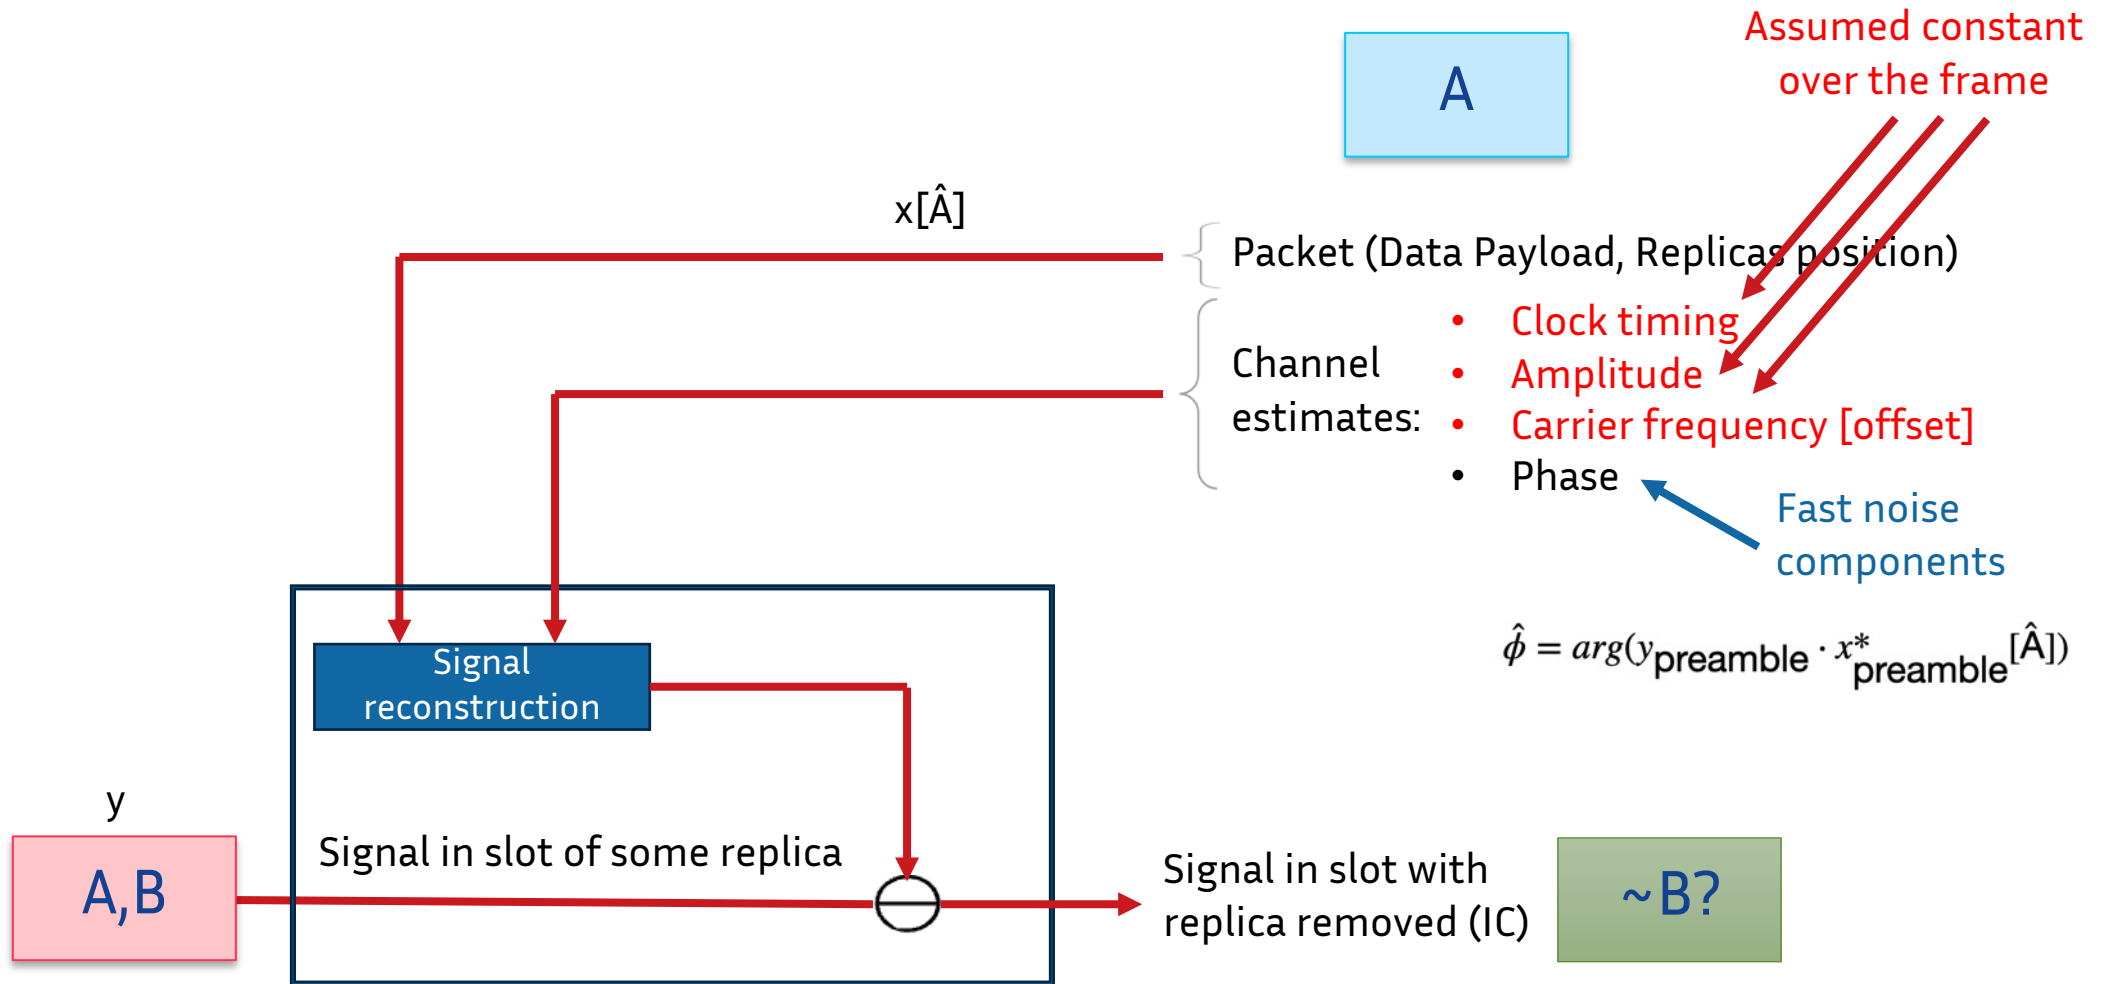 Assumed constant
over the frame
A
x[Â]
Packet (Data Payload, Replicas position)
Channel
estimates:
• Clock timing
• Amplitude
• Carrier frequency [offset]
• Phase
Fast noise
components
ϕ̂ = arg(y_preamble · x*_preamble[Â])
Signal
reconstruction
y
A,B
Signal in slot of some replica
Signal in slot with
replica removed (IC)
~B?